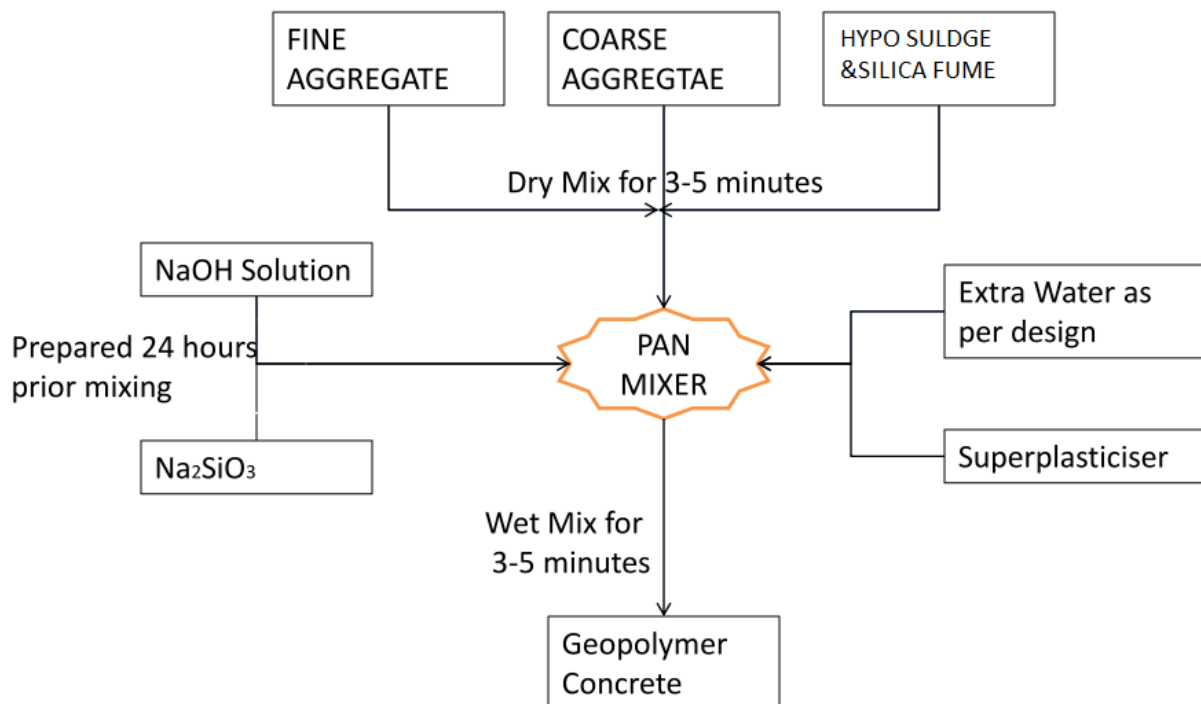 FINE
AGGREGATE
COARSE
AGGREGTAE
HYPO SULDGE
&SILICA FUME
Dry Mix for 3-5 minutes
NaOH Solution
Extra Water as
per design
Prepared 24 hours
prior mixing
PAN
MIXER
Na₂SiO₃
Superplasticiser
Wet Mix for
3-5 minutes
Geopolymer
Concrete